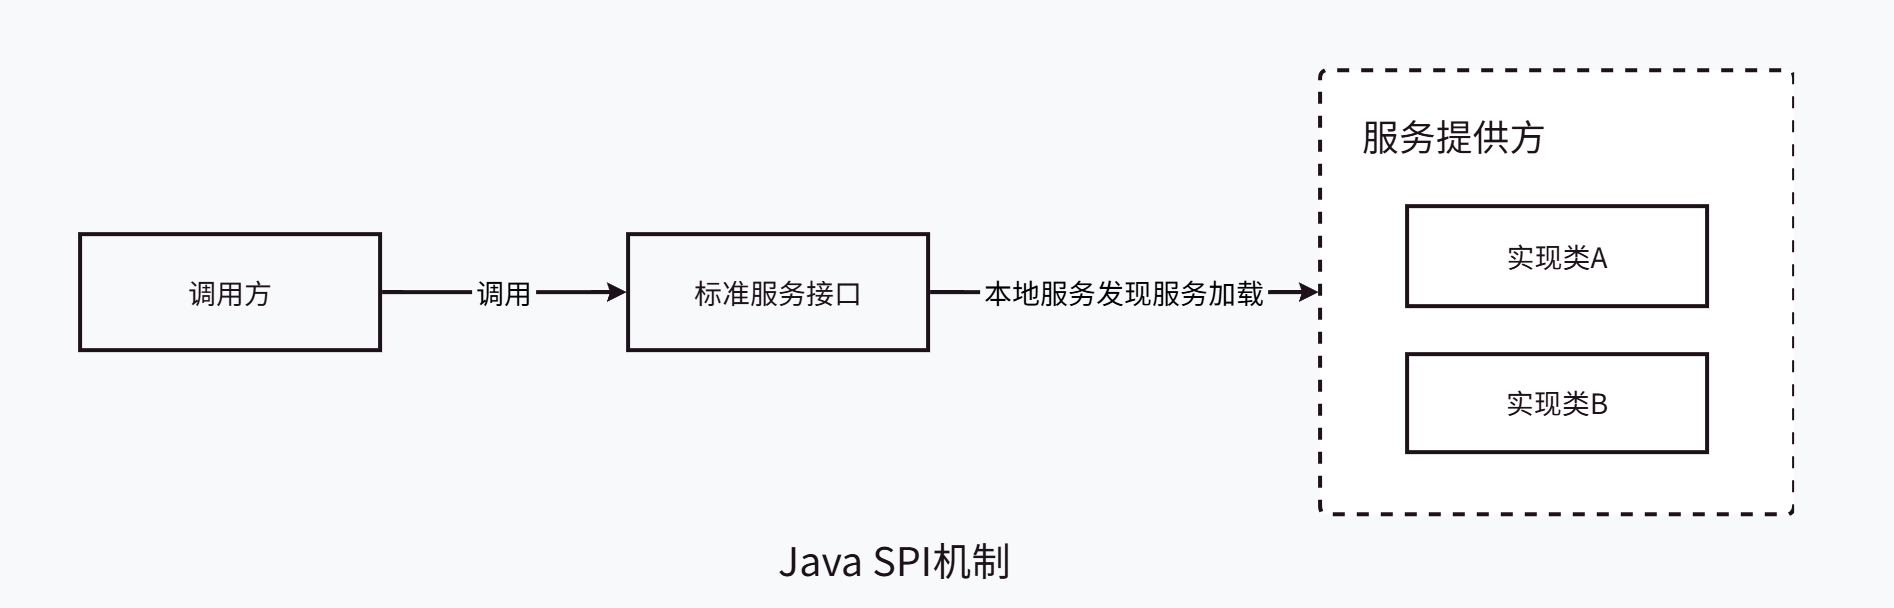 服务提供方
实现类A
调用方
调用
标准服务接口
本地服务发现服务加载
实现类B
Java SPI机制